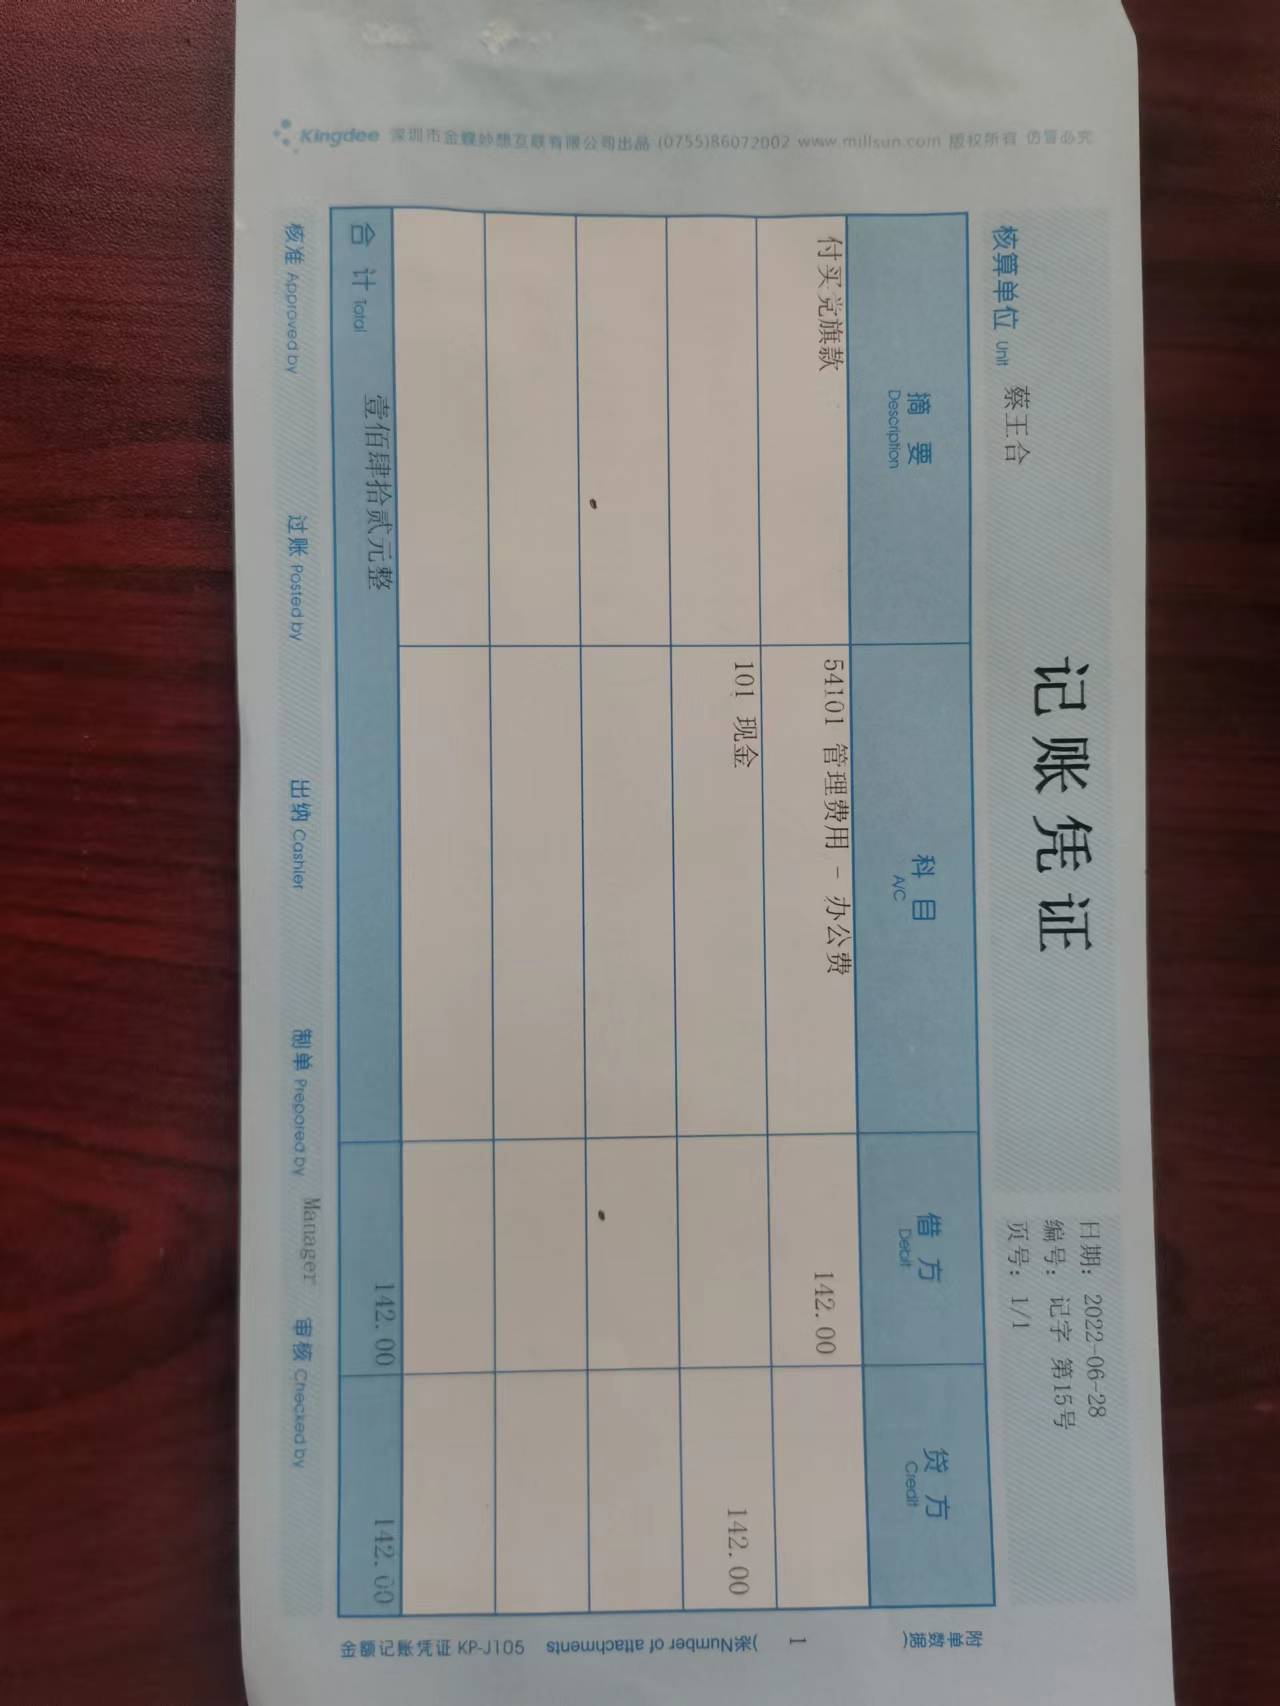 记账凭证
日期：2022-06-28
编号：记字 第15号
核算单位 Unit 蔡王合
页号：1/1
摘要 科目 借方 贷方
Description A/C Debit Credit
付买党旗款 54101 管理费用 - 办公费 142.00
101 现金 142.00
合计 Total 壹佰肆拾贰元整 142.00 142.00
核准 Approved by 过账 Posted by 出纳 Cashier 制单 Prepared by Manager 审核 Checked by
附单据数( 1 张)Number of attachments
金额记账凭证 KP-J105
Kingdee 深圳市金蝶妙想互联有限公司出品 (0755)86072002 www.millsun.com 版权所有 仿冒必究